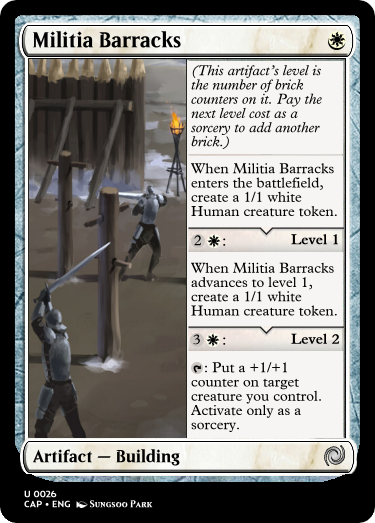 Militia Barracks
(This artifact's level is
the number of brick
counters on it. Pay the
next level cost as a
sorcery to add another
brick.)
When Militia Barracks
enters the battlefield,
create a 1/1 white
Human creature token.
2 : Level 1
When Militia Barracks
advances to level 1,
create a 1/1 white
Human creature token.
3 : Level 2
: Put a +1/+1
counter on target
creature you control.
Activate only as a
sorcery.
Artifact — Building
U 0026
CAP • ENG Sungsoo Park